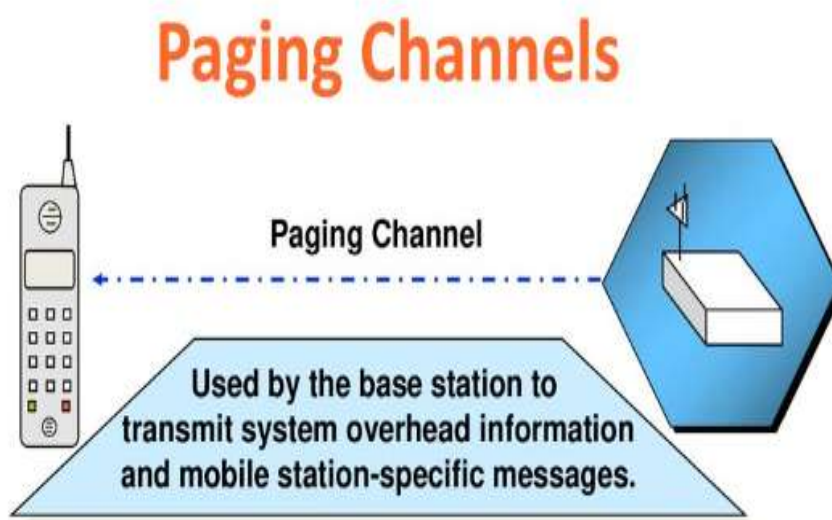 Paging Channels
Paging Channel
Used by the base station to
transmit system overhead information
and mobile station-specific messages.